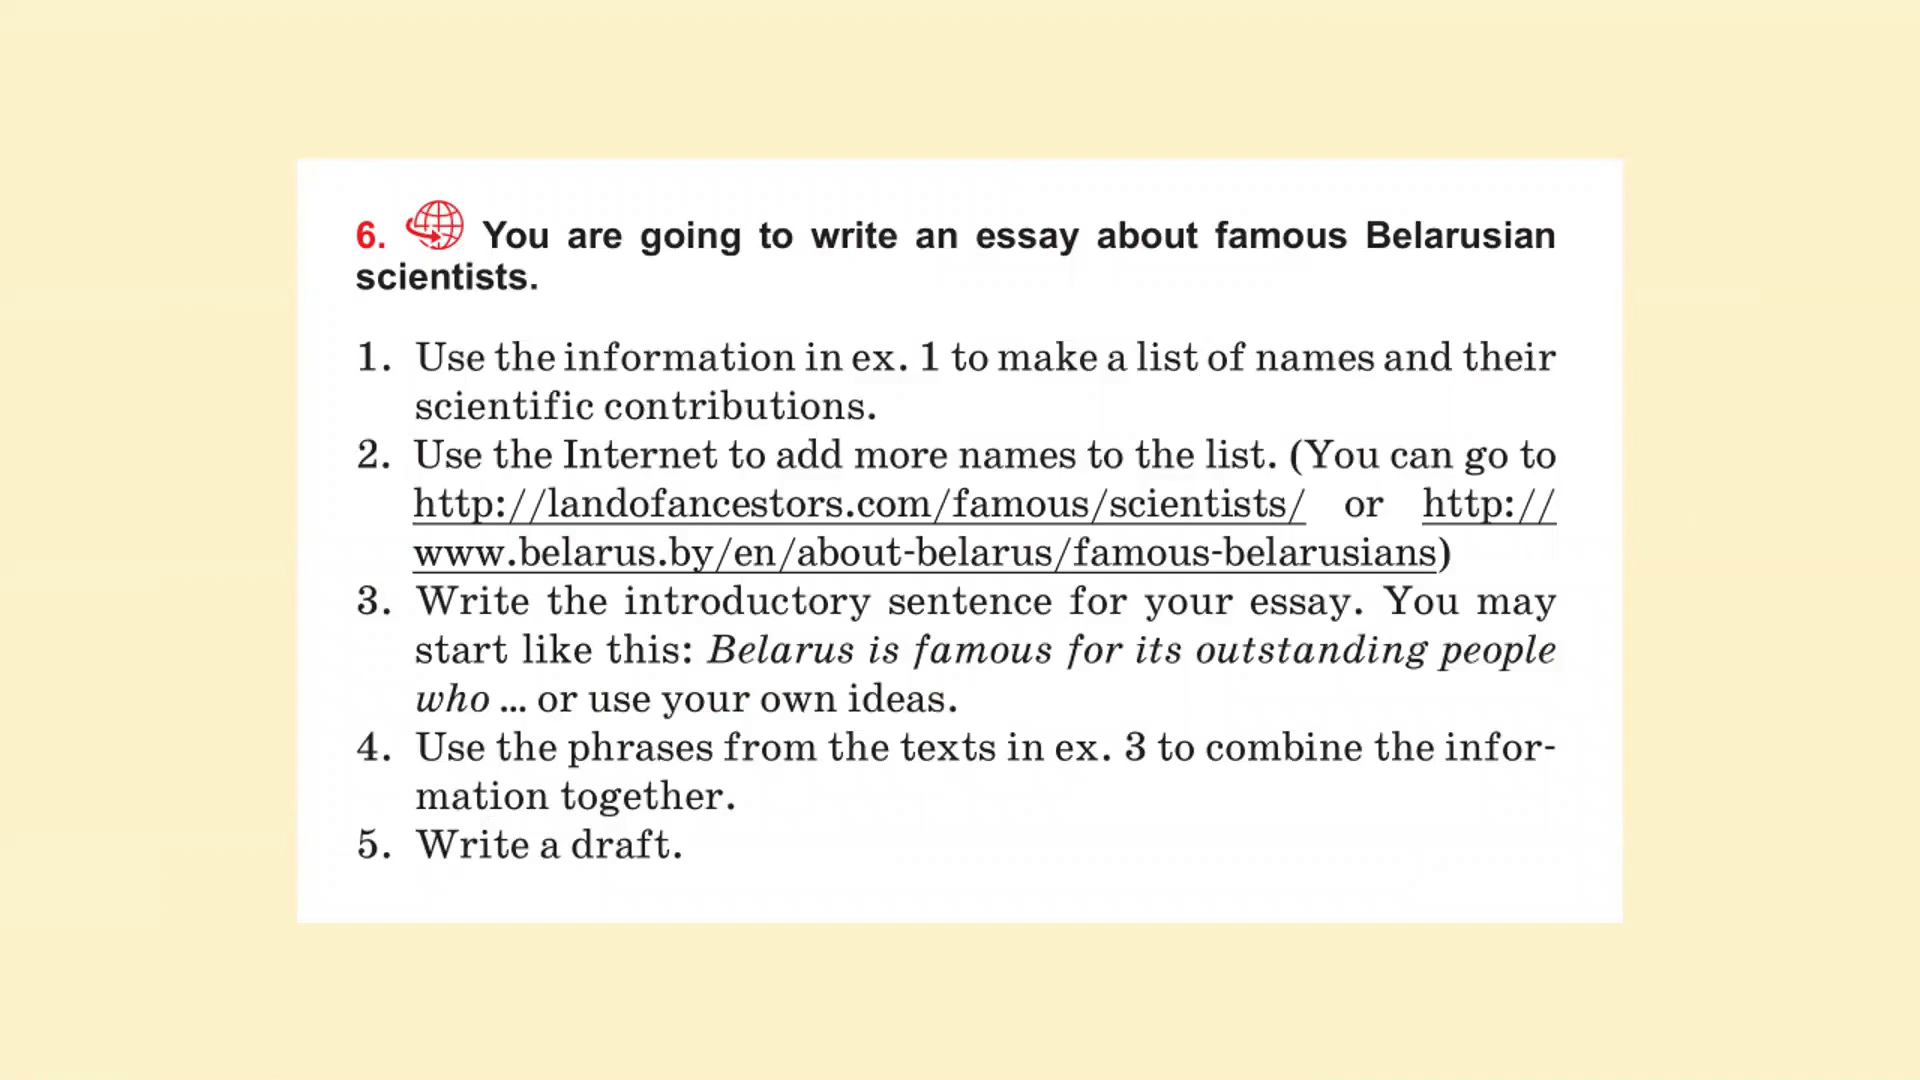 6. You are going to write an essay about famous Belarusian
scientists.
1. Use the information in ex. 1 to make a list of names and their
scientific contributions.
2. Use the Internet to add more names to the list. (You can go to
http://landofancestors.com/famous/scientists/ or http://
www.belarus.by/en/about-belarus/famous-belarusians)
3. Write the introductory sentence for your essay. You may
start like this: Belarus is famous for its outstanding people
who ... or use your own ideas.
4. Use the phrases from the texts in ex. 3 to combine the infor-
mation together.
5. Write a draft.